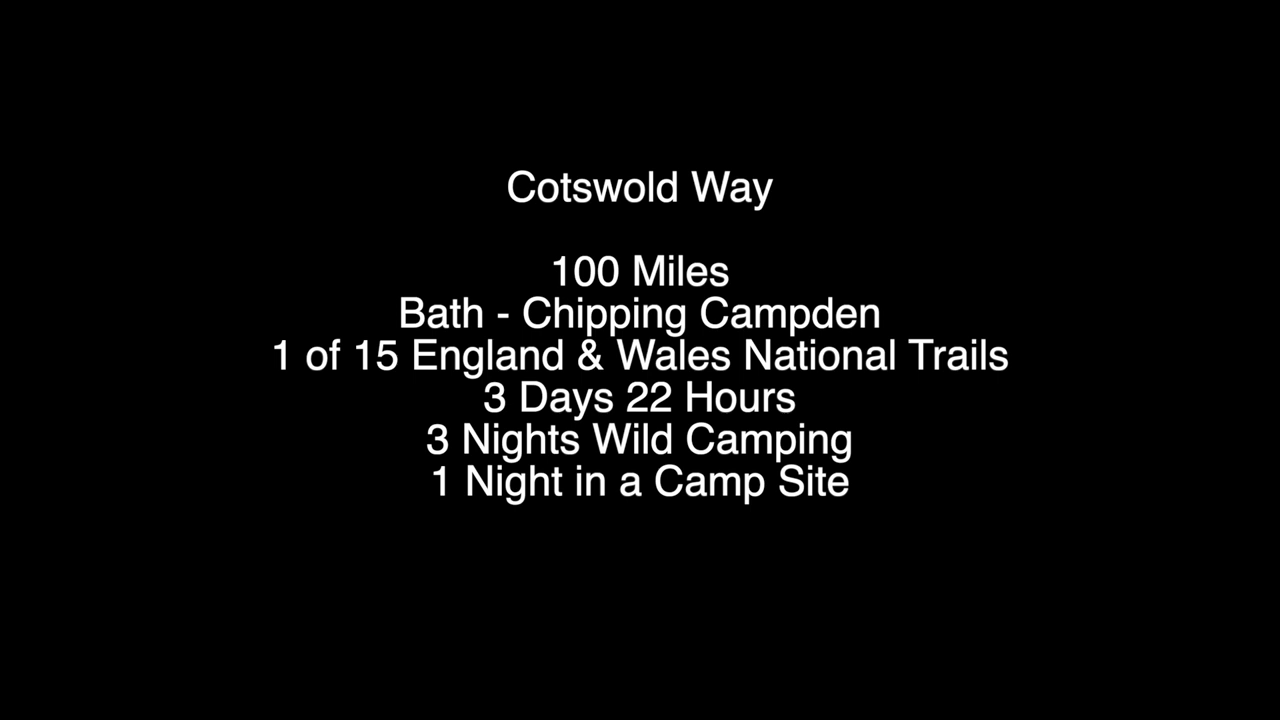 Cotswold Way
100 Miles
Bath - Chipping Campden
1 of 15 England & Wales National Trails
3 Days 22 Hours
3 Nights Wild Camping
1 Night in a Camp Site